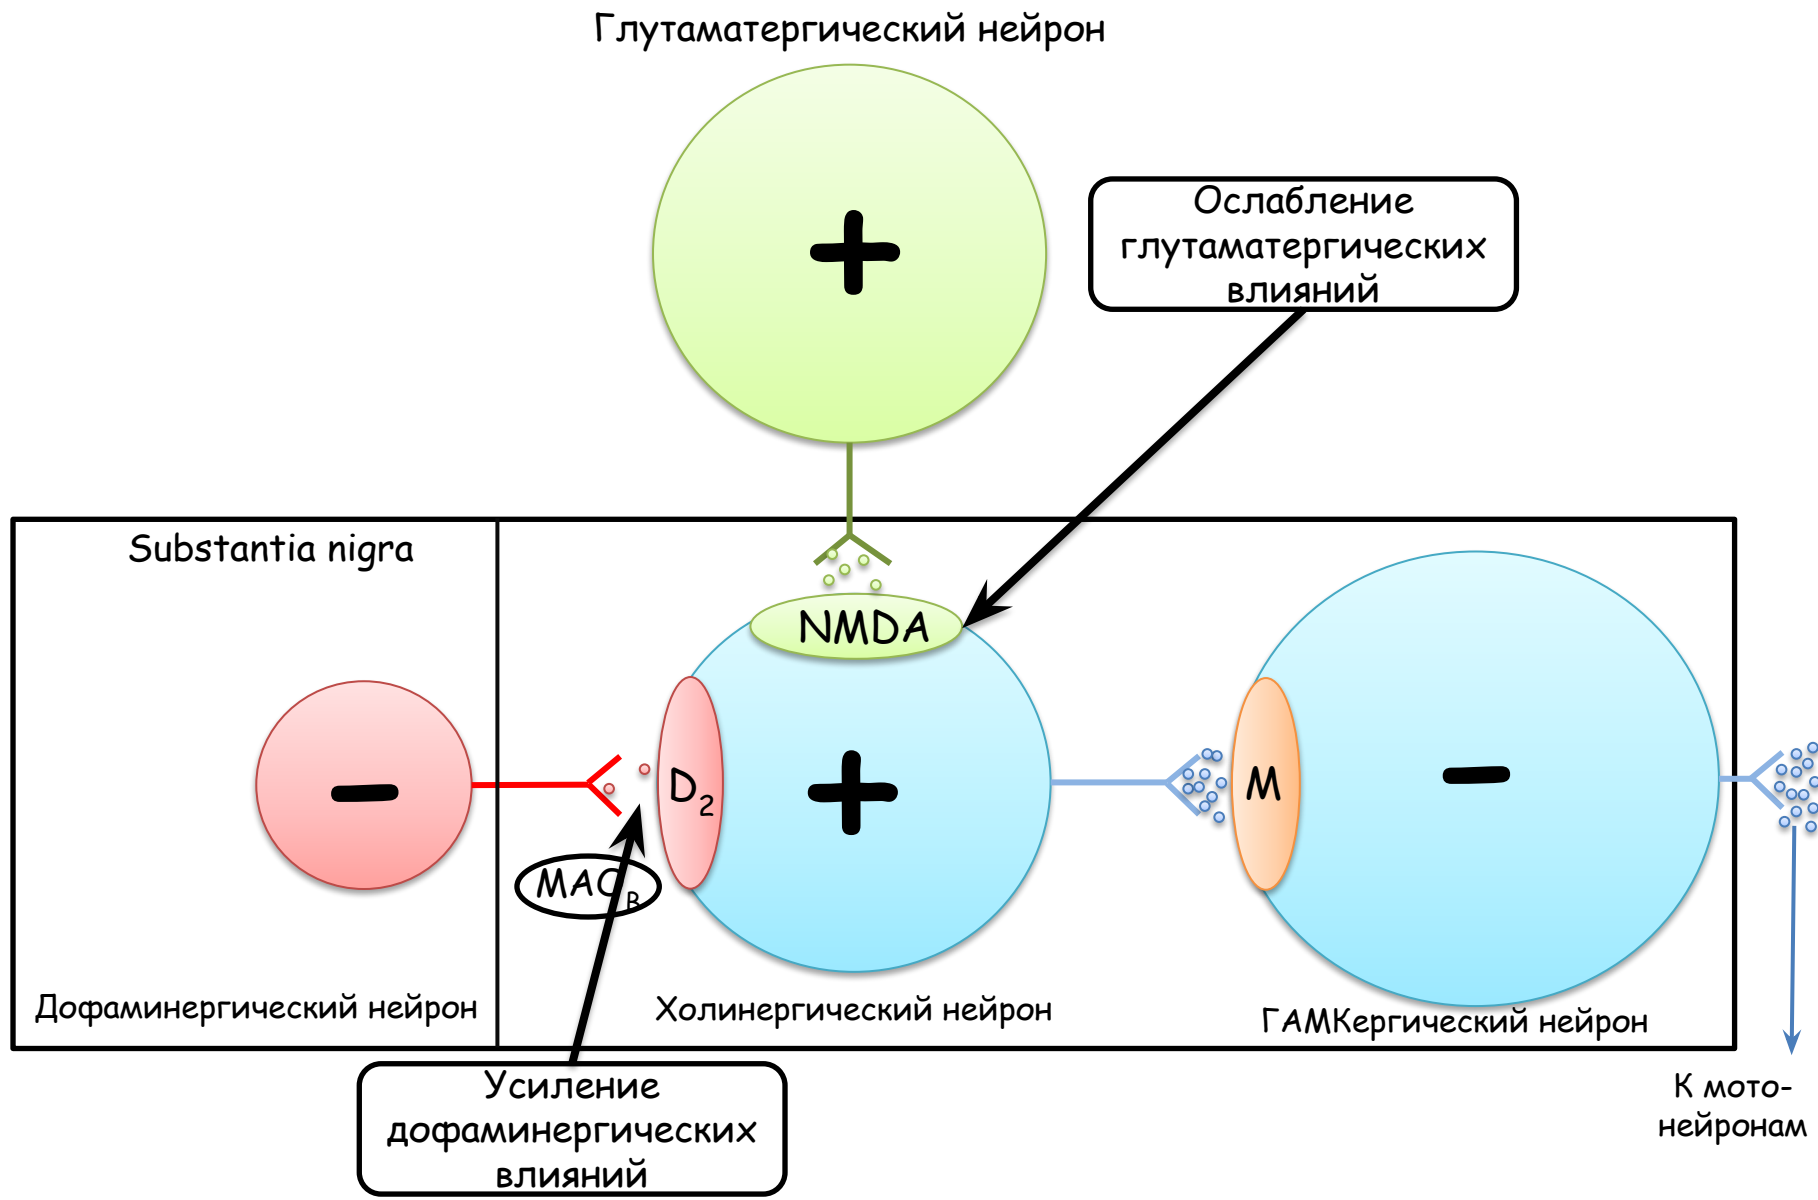 Глутаматергический нейрон
+
Ослабление
глутаматергических
влияний
Substantia nigra
NMDA
-
D2
+
M
-
MAOB
Дофаминергический нейрон
Холинергический нейрон
ГАМКергический нейрон
Усиление
дофаминергических
влияний
К мото-
нейронам